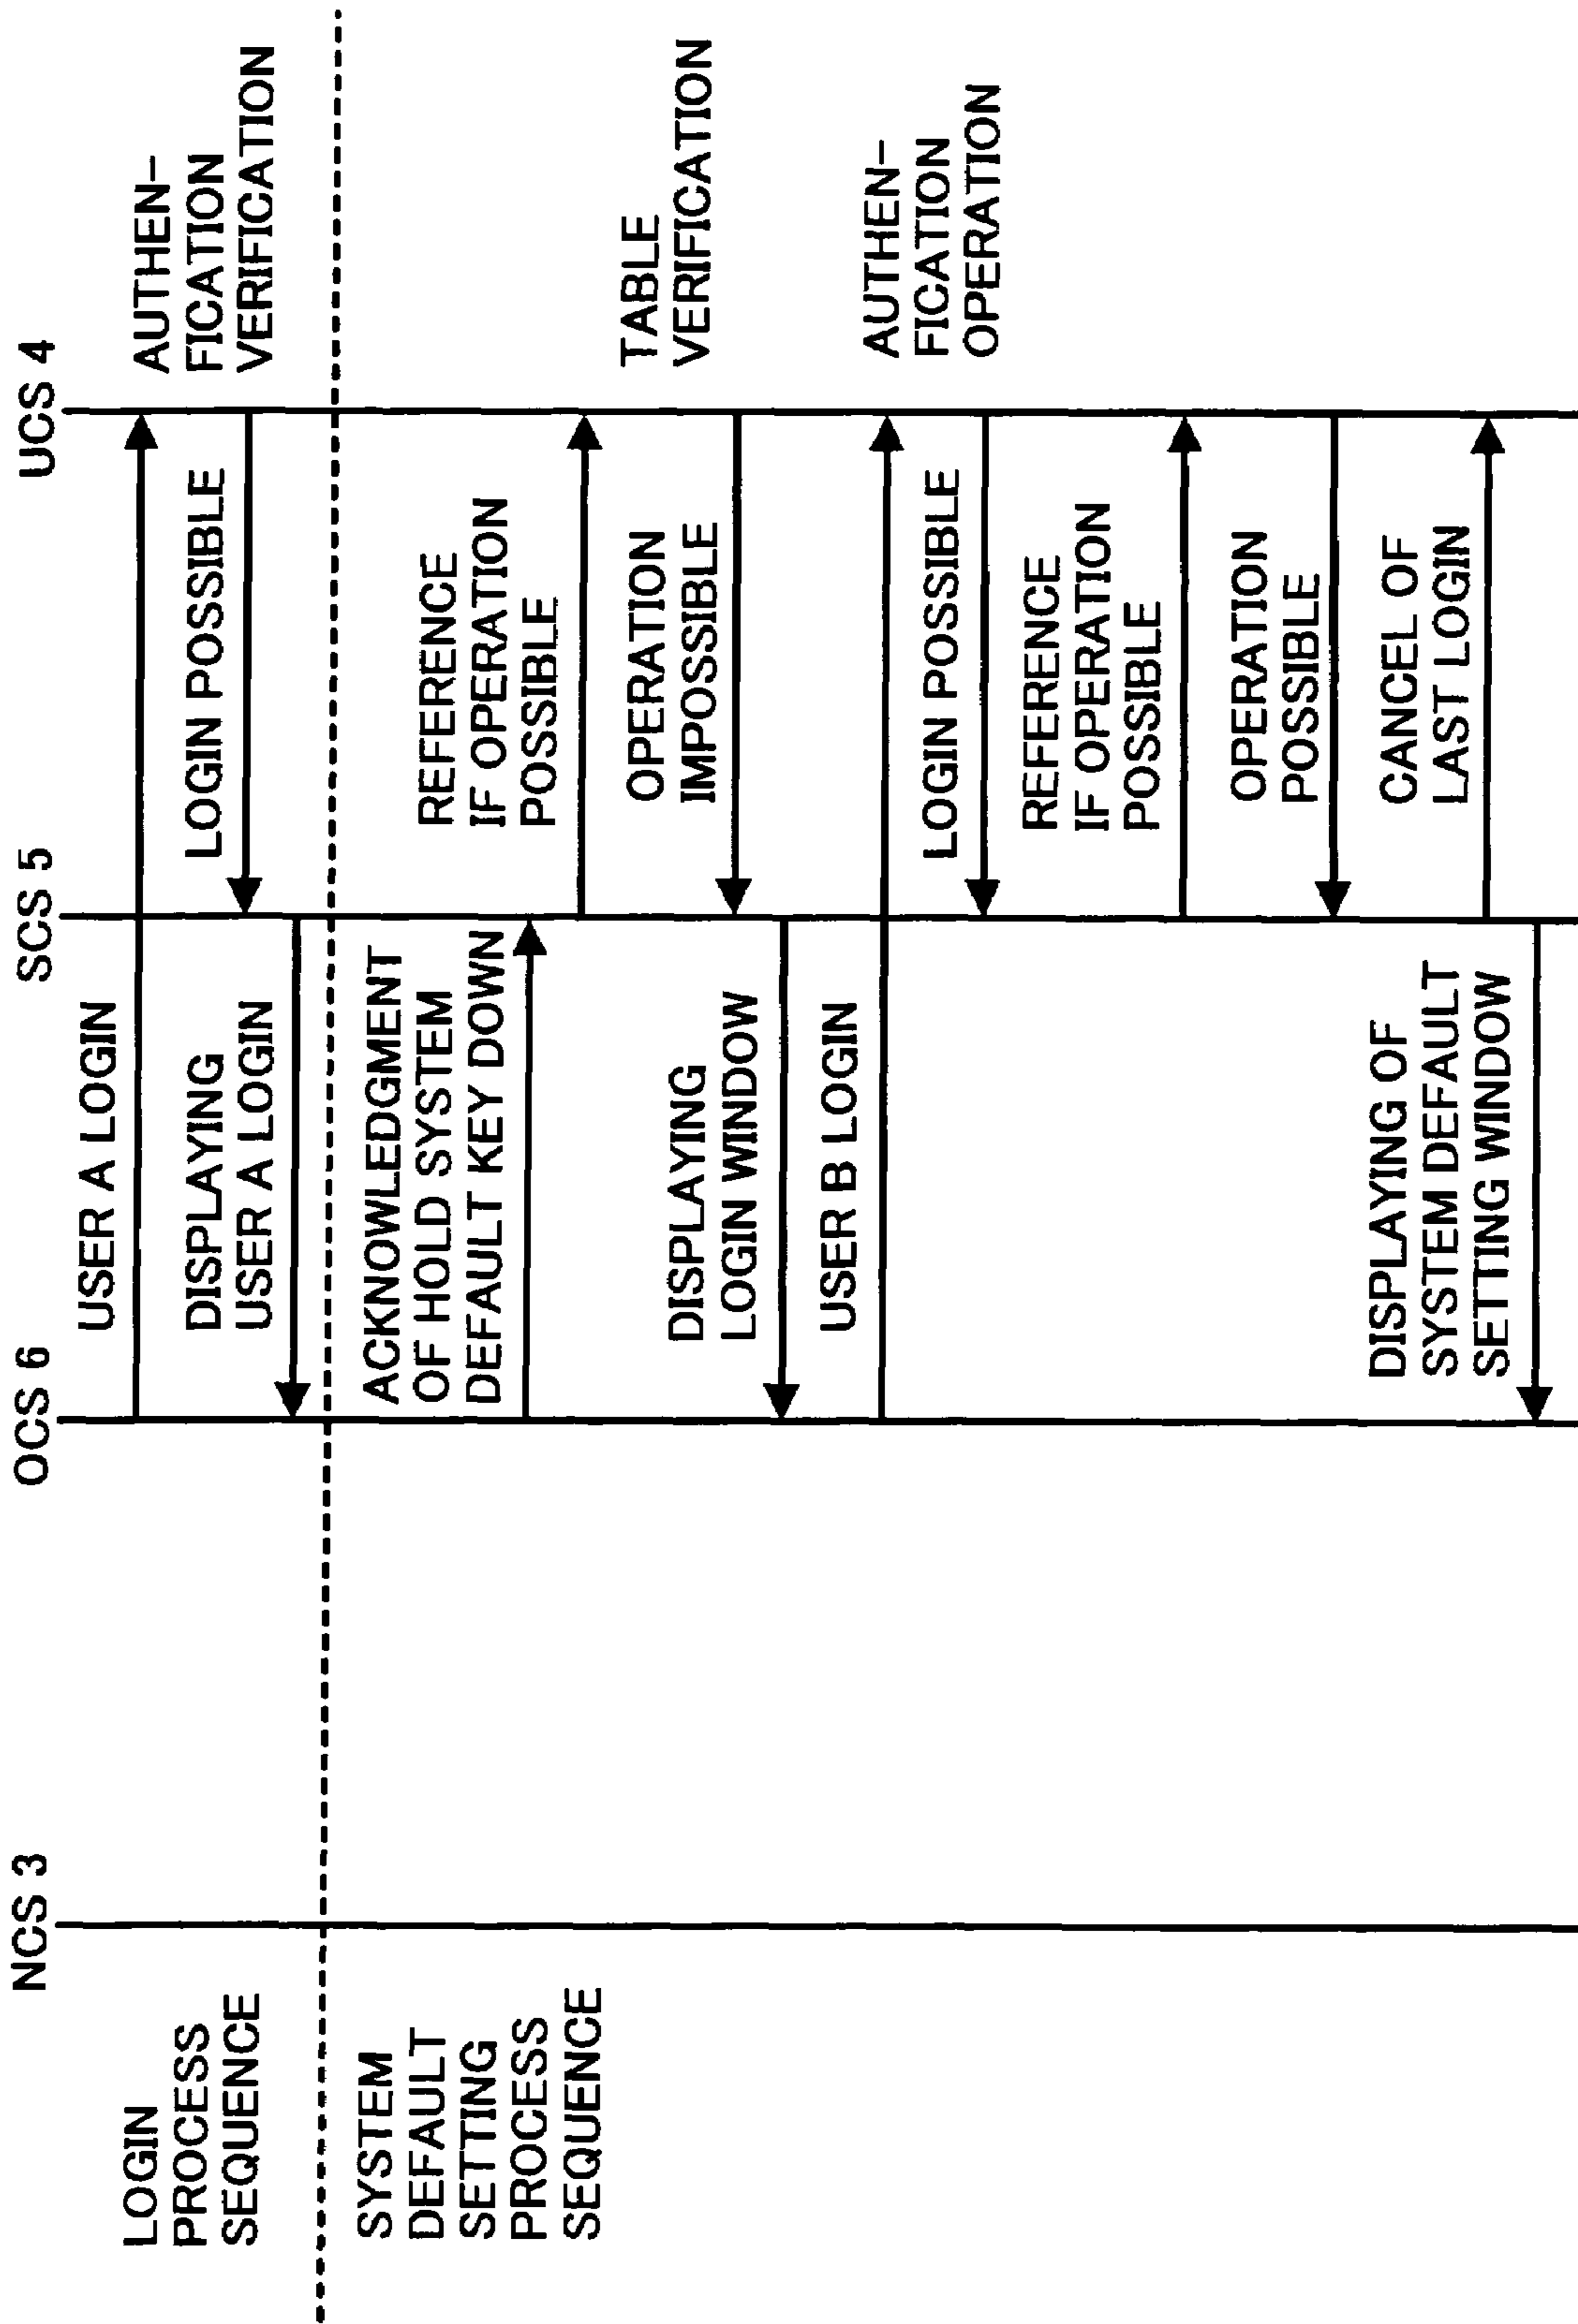 NCS 3
OCS 6
SCS 5
UCS 4
LOGIN
PROCESS
SEQUENCE
USER A LOGIN
AUTHEN-
FICATION
VERIFICATION
LOGIN POSSIBLE
DISPLAYING
USER A LOGIN
SYSTEM
DEFAULT
SETTING
PROCESS
SEQUENCE
ACKNOWLEDGMENT
OF HOLD SYSTEM
DEFAULT KEY DOWN
REFERENCE
IF OPERATION
POSSIBLE
TABLE
VERIFICATION
OPERATION
IMPOSSIBLE
DISPLAYING
LOGIN WINDOW
USER B LOGIN
AUTHEN-
FICATION
OPERATION
LOGIN POSSIBLE
REFERENCE
IF OPERATION
POSSIBLE
OPERATION
POSSIBLE
CANCEL OF
LAST LOGIN
DISPLAYING OF
SYSTEM DEFAULT
SETTING WINDOW